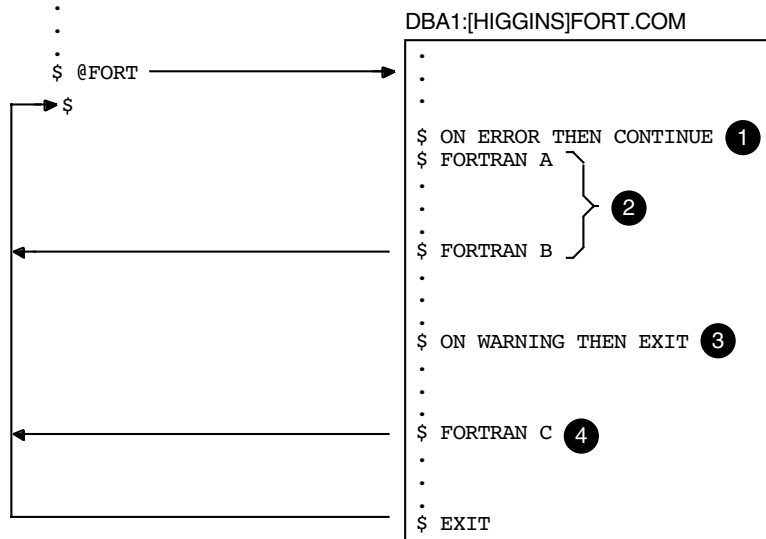 DBA1:[HIGGINS]FORT.COM
.
.
.
$ @FORT
$
.
.
.
$ ON ERROR THEN CONTINUE 1
$ FORTRAN A
.
.
.
2
$ FORTRAN B
.
.
.
$ ON WARNING THEN EXIT 3
.
.
.
$ FORTRAN C 4
.
.
.
$ EXIT